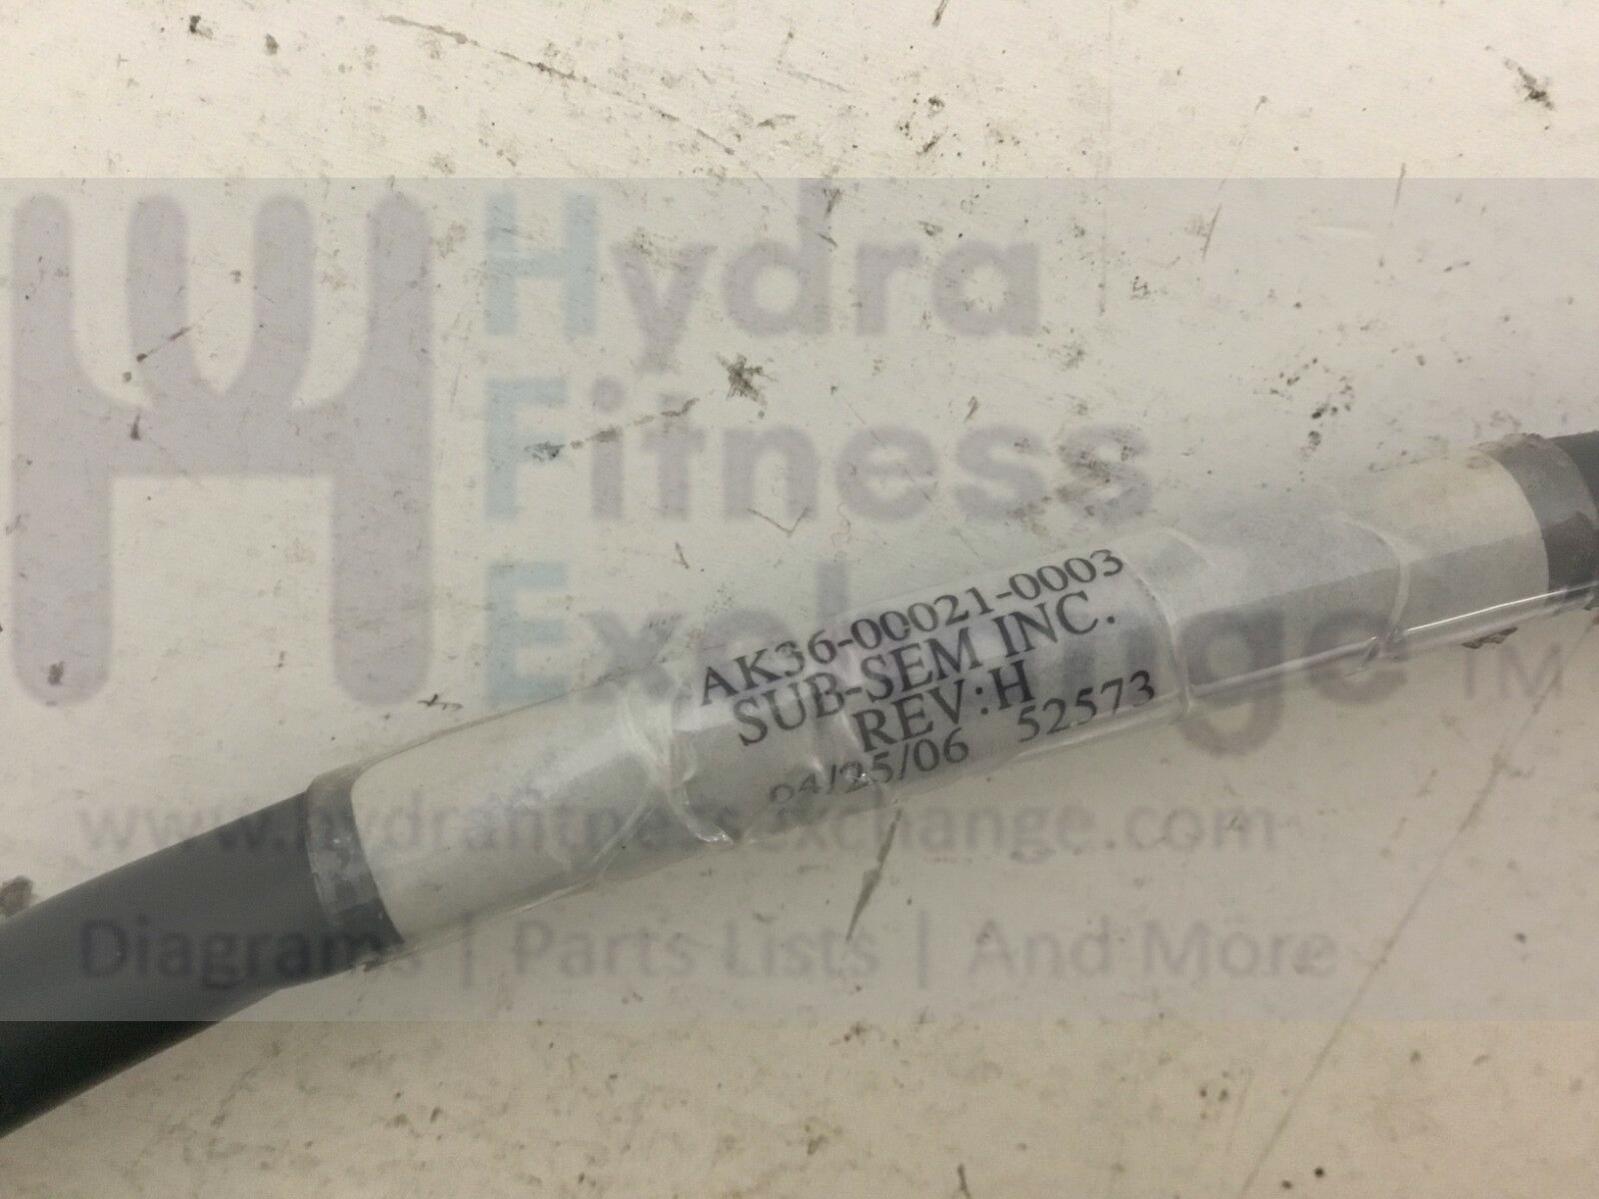 Hydra
Fitness
Exchange TM
AK36-00021-0003
SUB-SEM INC.
REV:H
04/25/06 52573
www.hydrafitnessexchange.com
Diagrams | Parts Lists | And More